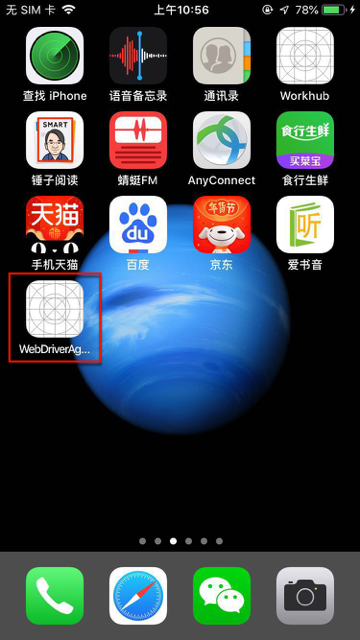 无 SIM 卡 上午10:56 78%
查找 iPhone 语音备忘录 通讯录 Workhub
SMART
食行生鲜
买菜宝
锤子阅读 蜻蜓FM AnyConnect 食行生鲜
天猫 du 年货节 听
手机天猫 百度 京东 爱书音
WebDriverAg...